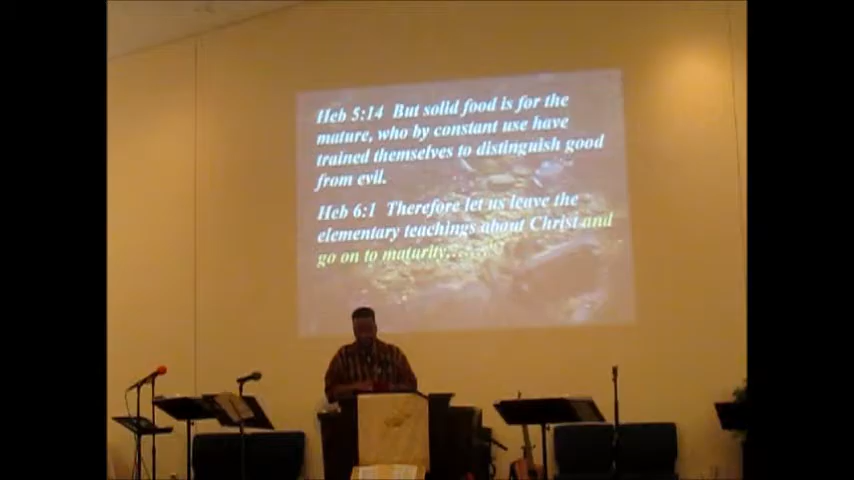 Heb 5:14 But solid food is for the
mature, who by constant use have
trained themselves to distinguish good
from evil.
Heb 6:1 Therefore let us leave the
elementary teachings about Christ and
go on to maturity……"